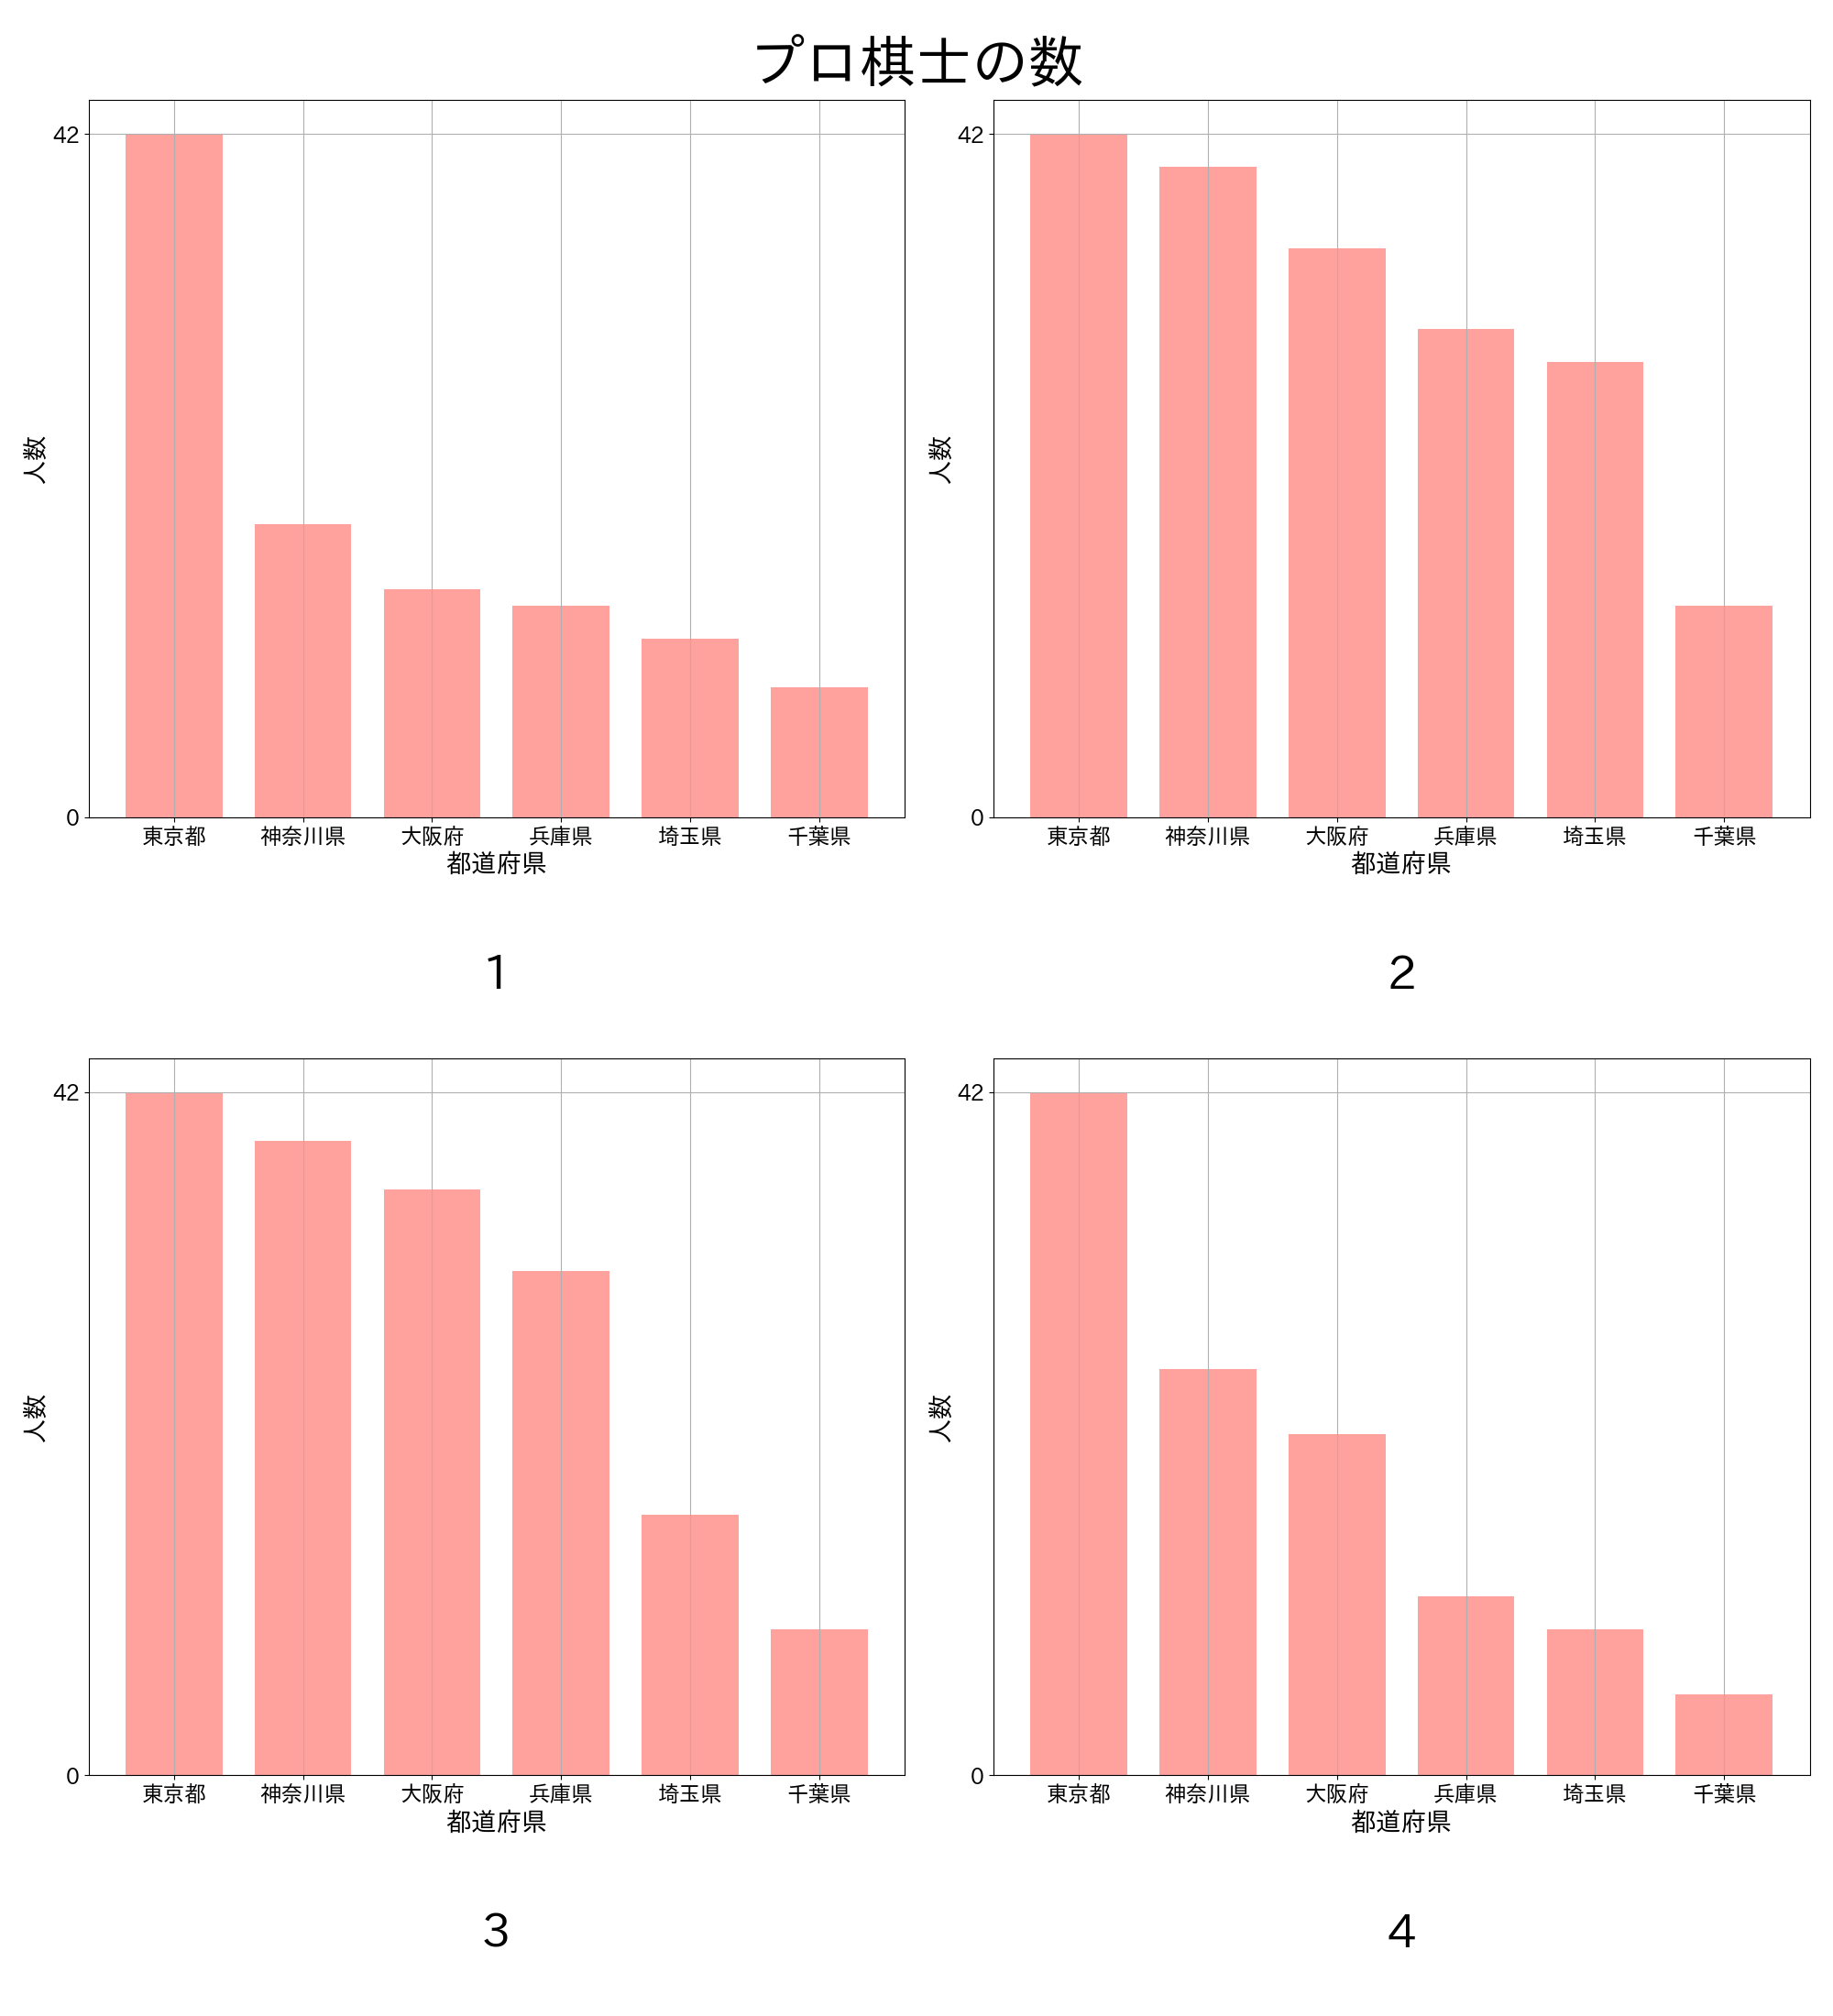 プロ棋士の数
42
0
人数
東京都 神奈川県 大阪府 兵庫県 埼玉県 千葉県
都道府県
1
42
0
人数
東京都 神奈川県 大阪府 兵庫県 埼玉県 千葉県
都道府県
2
42
0
人数
東京都 神奈川県 大阪府 兵庫県 埼玉県 千葉県
都道府県
3
42
0
人数
東京都 神奈川県 大阪府 兵庫県 埼玉県 千葉県
都道府県
4